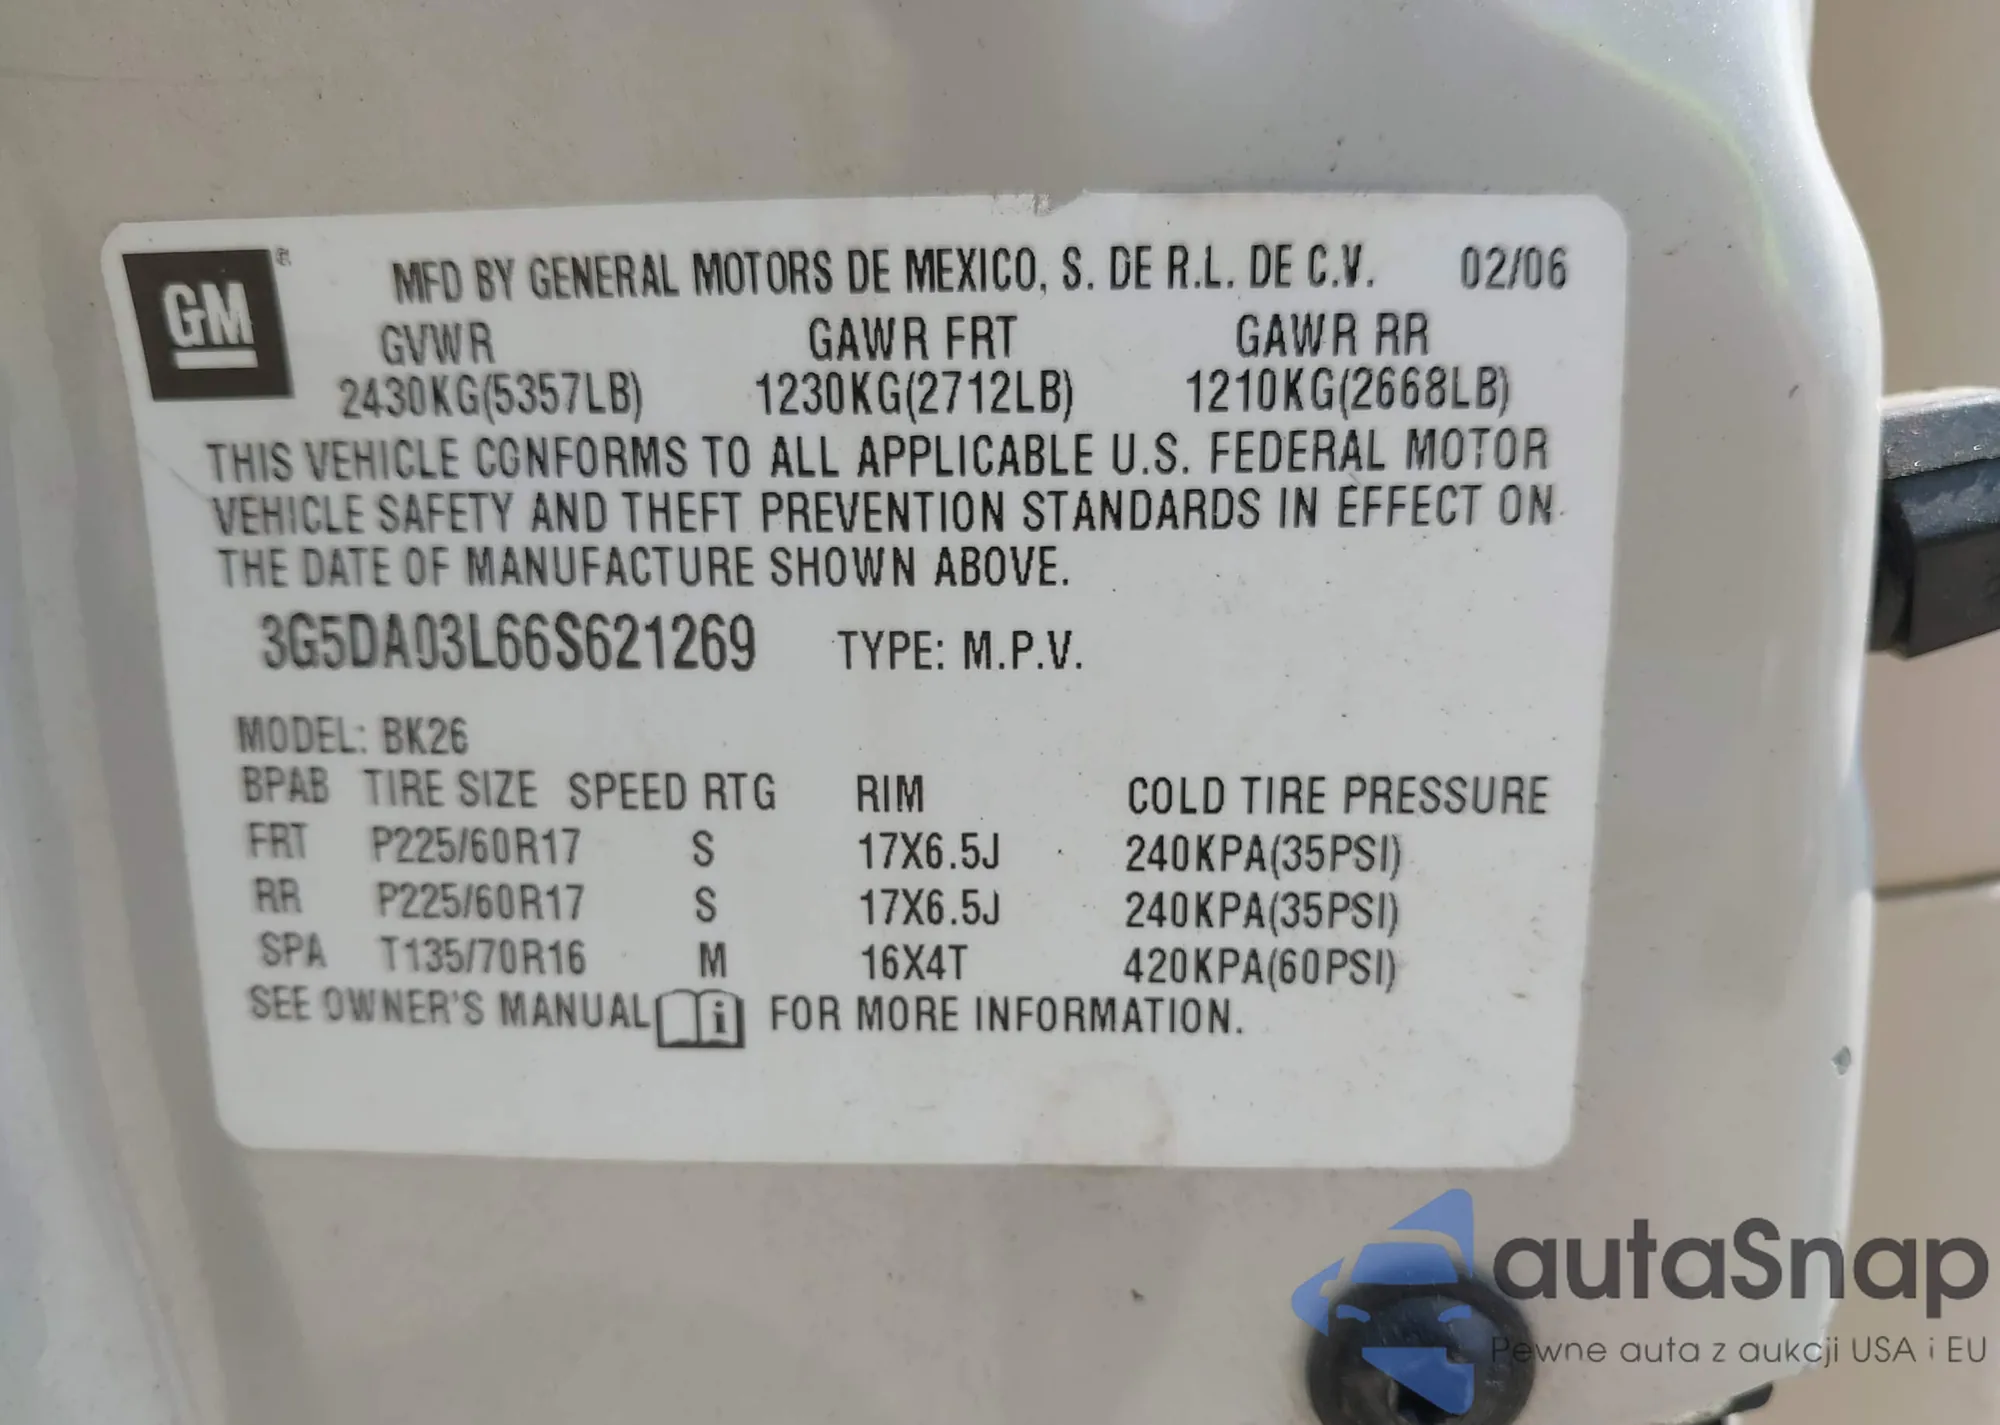 GM ®
MFD BY GENERAL MOTORS DE MEXICO, S. DE R.L. DE C.V. 02/06
GVWR GAWR FRT GAWR RR
2430KG(5357LB) 1230KG(2712LB) 1210KG(2668LB)
THIS VEHICLE CONFORMS TO ALL APPLICABLE U.S. FEDERAL MOTOR
VEHICLE SAFETY AND THEFT PREVENTION STANDARDS IN EFFECT ON
THE DATE OF MANUFACTURE SHOWN ABOVE.
3G5DA03L66S621269 TYPE: M.P.V.
MODEL: BK26
BPAB TIRE SIZE SPEED RTG RIM COLD TIRE PRESSURE
FRT P225/60R17 S 17X6.5J 240KPA(35PSI)
RR P225/60R17 S 17X6.5J 240KPA(35PSI)
SPA T135/70R16 M 16X4T 420KPA(60PSI)
SEE OWNER'S MANUAL i FOR MORE INFORMATION.
autaSnap
Pewne auta z aukcji USA i EU